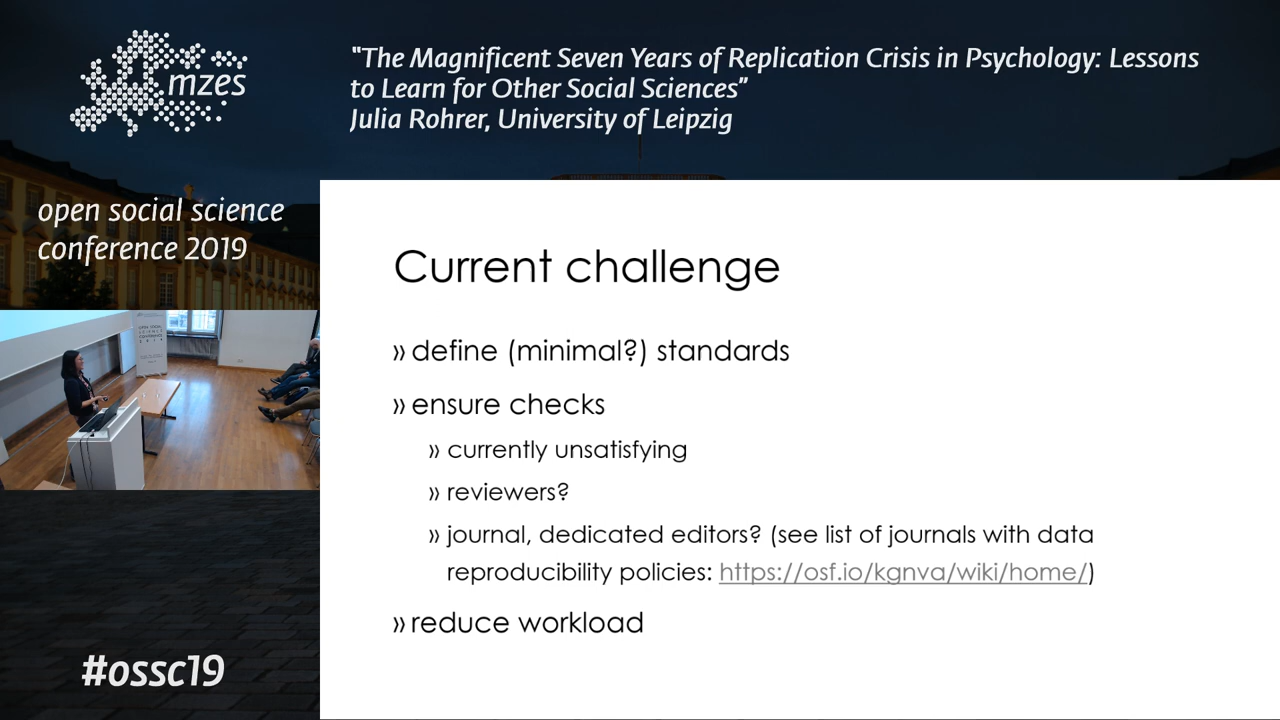 mzes
"The Magnificent Seven Years of Replication Crisis in Psychology: Lessons
to Learn for Other Social Sciences"
Julia Rohrer, University of Leipzig
open social science
conference 2019
Current challenge
» define (minimal?) standards
» ensure checks
» currently unsatisfying
» reviewers?
» journal, dedicated editors? (see list of journals with data
reproducibility policies: https://osf.io/kgnva/wiki/home/)
» reduce workload
#ossc19